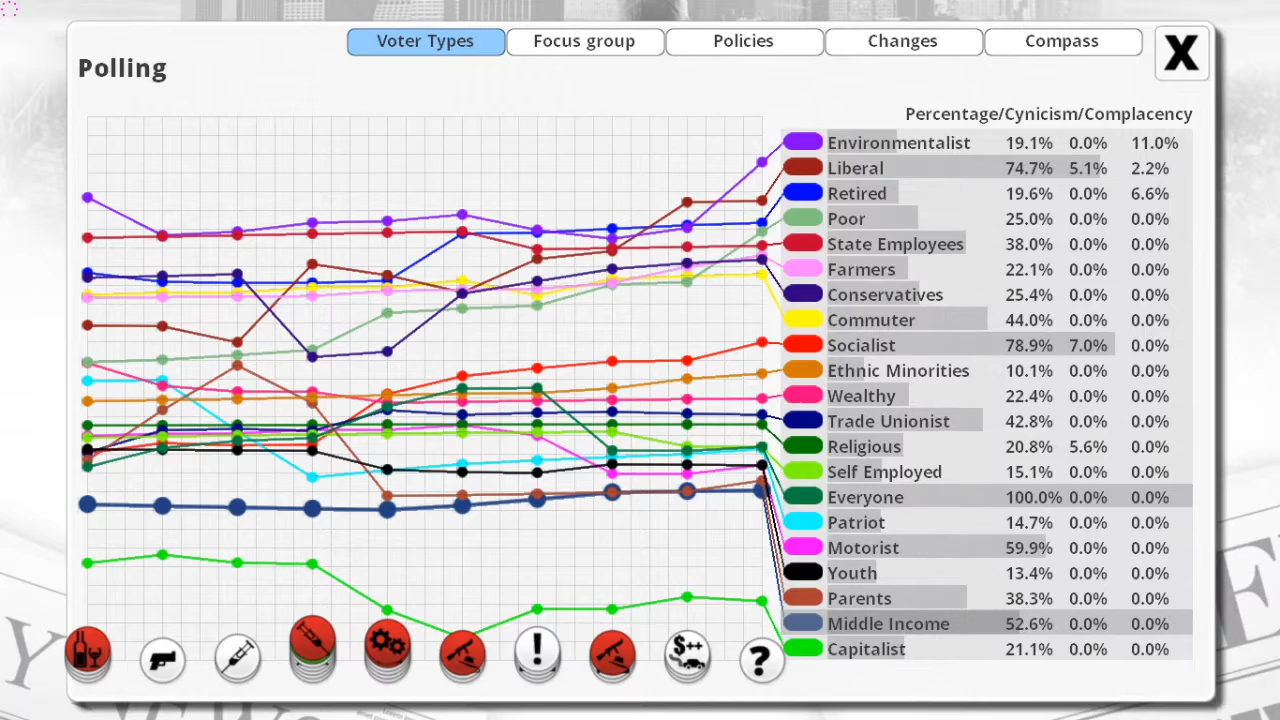 Voter Types Focus group Policies Changes Compass
X
Polling
Percentage/Cynicism/Complacency
Environmentalist 19.1% 0.0% 11.0%
Liberal 74.7% 5.1% 2.2%
Retired 19.6% 0.0% 6.6%
Poor 25.0% 0.0% 0.0%
State Employees 38.0% 0.0% 0.0%
Farmers 22.1% 0.0% 0.0%
Conservatives 25.4% 0.0% 0.0%
Commuter 44.0% 0.0% 0.0%
Socialist 78.9% 7.0% 0.0%
Ethnic Minorities 10.1% 0.0% 0.0%
Wealthy 22.4% 0.0% 0.0%
Trade Unionist 42.8% 0.0% 0.0%
Religious 20.8% 5.6% 0.0%
Self Employed 15.1% 0.0% 0.0%
Everyone 100.0% 0.0% 0.0%
Patriot 14.7% 0.0% 0.0%
Motorist 59.9% 0.0% 0.0%
Youth 13.4% 0.0% 0.0%
Parents 38.3% 0.0% 0.0%
Middle Income 52.6% 0.0% 0.0%
Capitalist 21.1% 0.0% 0.0%
! $++ ?